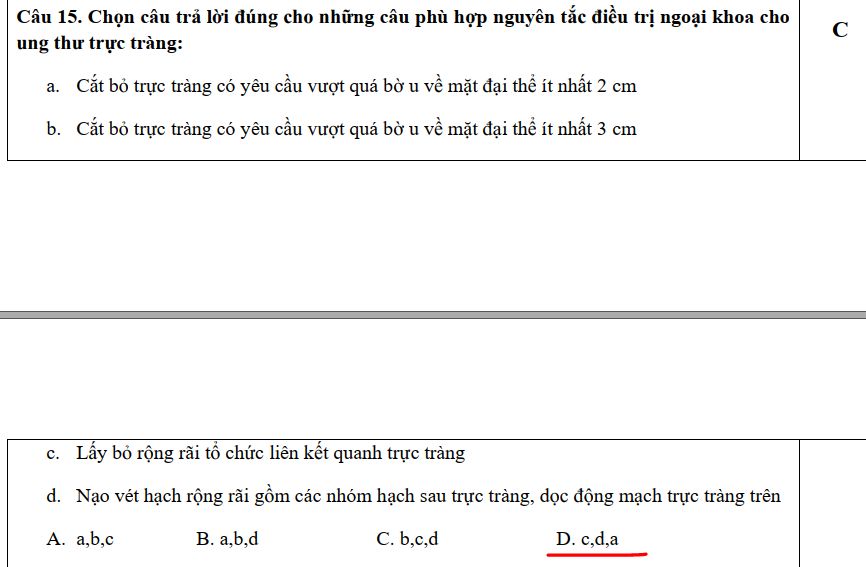 Câu 15. Chọn câu trả lời đúng cho những câu phù hợp nguyên tắc điều trị ngoại khoa cho
ung thư trực tràng:
C
a. Cắt bỏ trực tràng có yêu cầu vượt quá bờ u về mặt đại thể ít nhất 2 cm
b. Cắt bỏ trực tràng có yêu cầu vượt quá bờ u về mặt đại thể ít nhất 3 cm
c. Lấy bỏ rộng rãi tổ chức liên kết quanh trực tràng
d. Nạo vét hạch rộng rãi gồm các nhóm hạch sau trực tràng, dọc động mạch trực tràng trên
A. a,b,c B. a,b,d C. b,c,d D. c,d,a